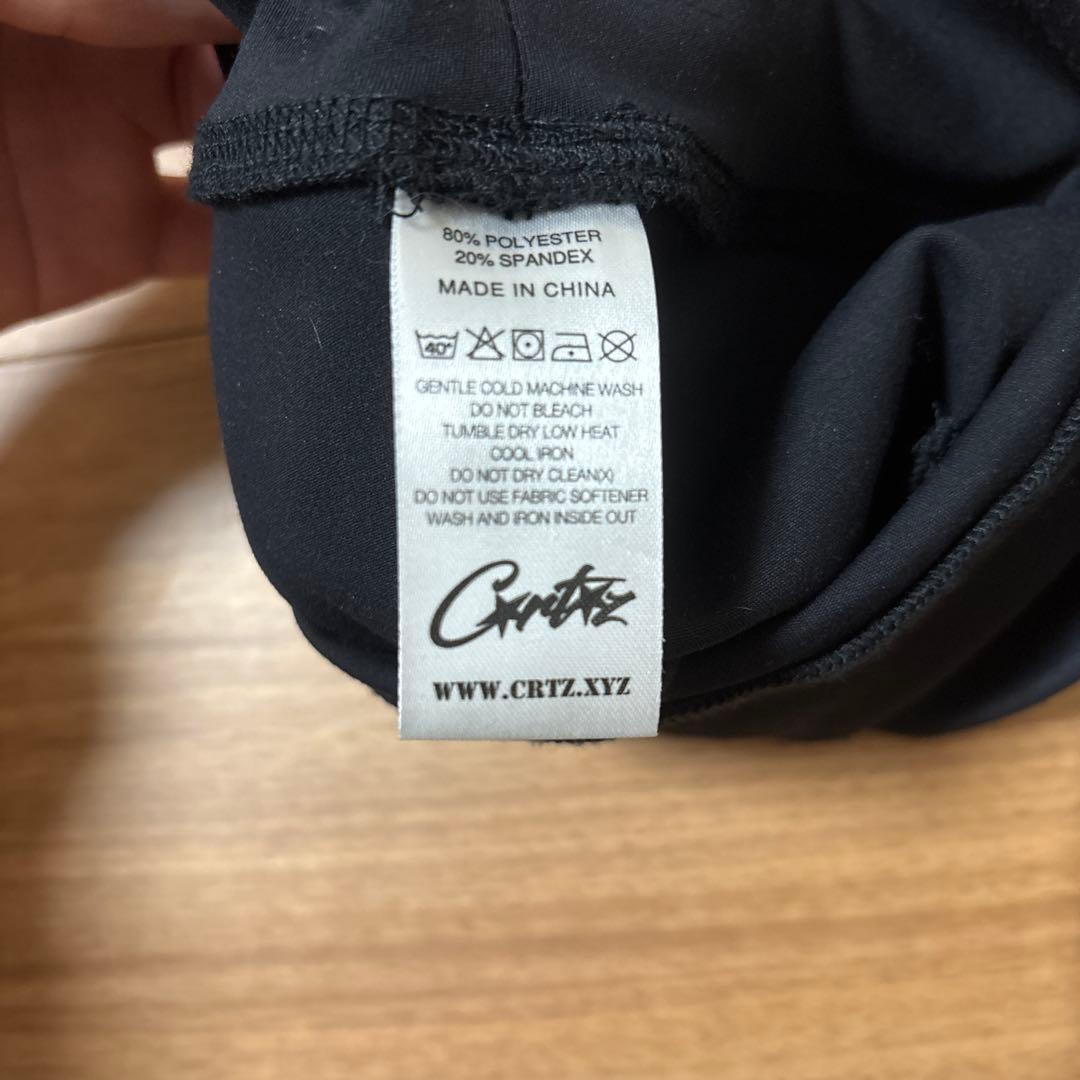 80% POLYESTER
20% SPANDEX
MADE IN CHINA
40°
GENTLE COLD MACHINE WASH
DO NOT BLEACH
TUMBLE DRY LOW HEAT
COOL IRON
DO NOT DRY CLEAN(X)
DO NOT USE FABRIC SOFTENER
WASH AND IRON INSIDE OUT
Corteiz
WWW.CRTZ.XYZ